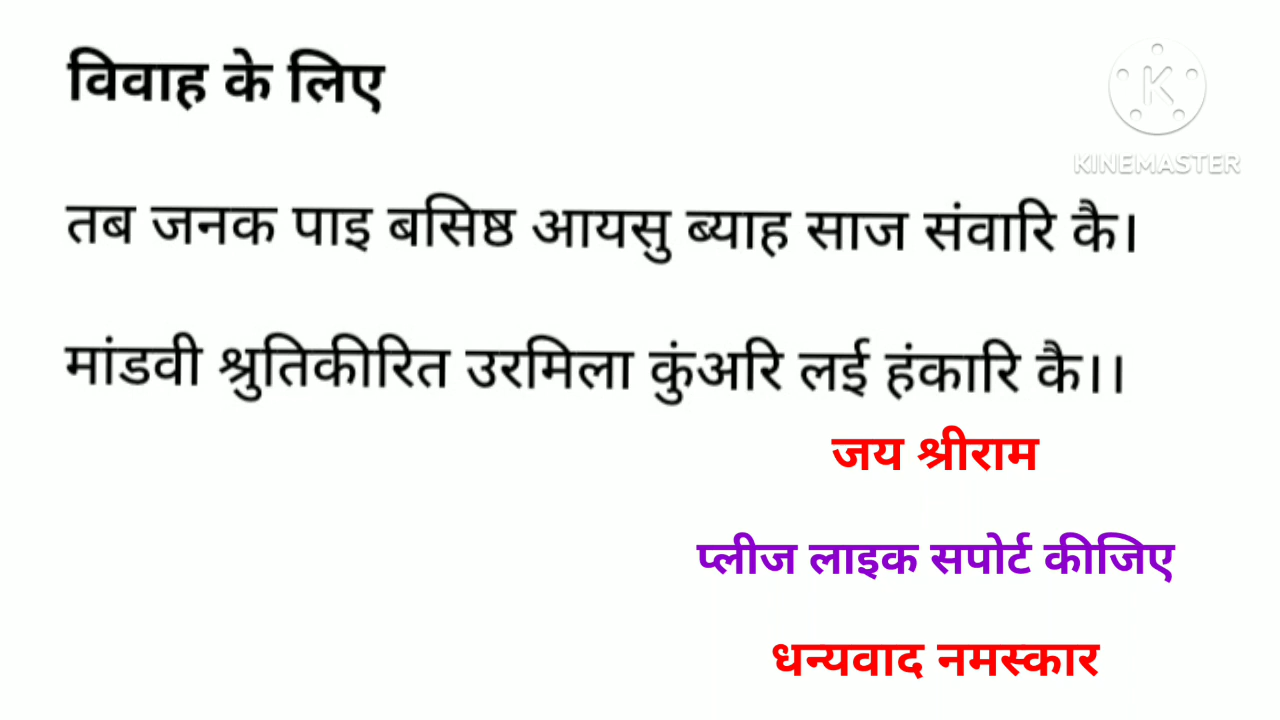 विवाह के लिए
KINEMASTER
तब जनक पाइ बसिष्ठ आयसु ब्याह साज संवारि कै।
मांडवी श्रुतिकीरित उरमिला कुंअरि लई हंकारि कै।।
जय श्रीराम
प्लीज लाइक सपोर्ट कीजिए
धन्यवाद नमस्कार